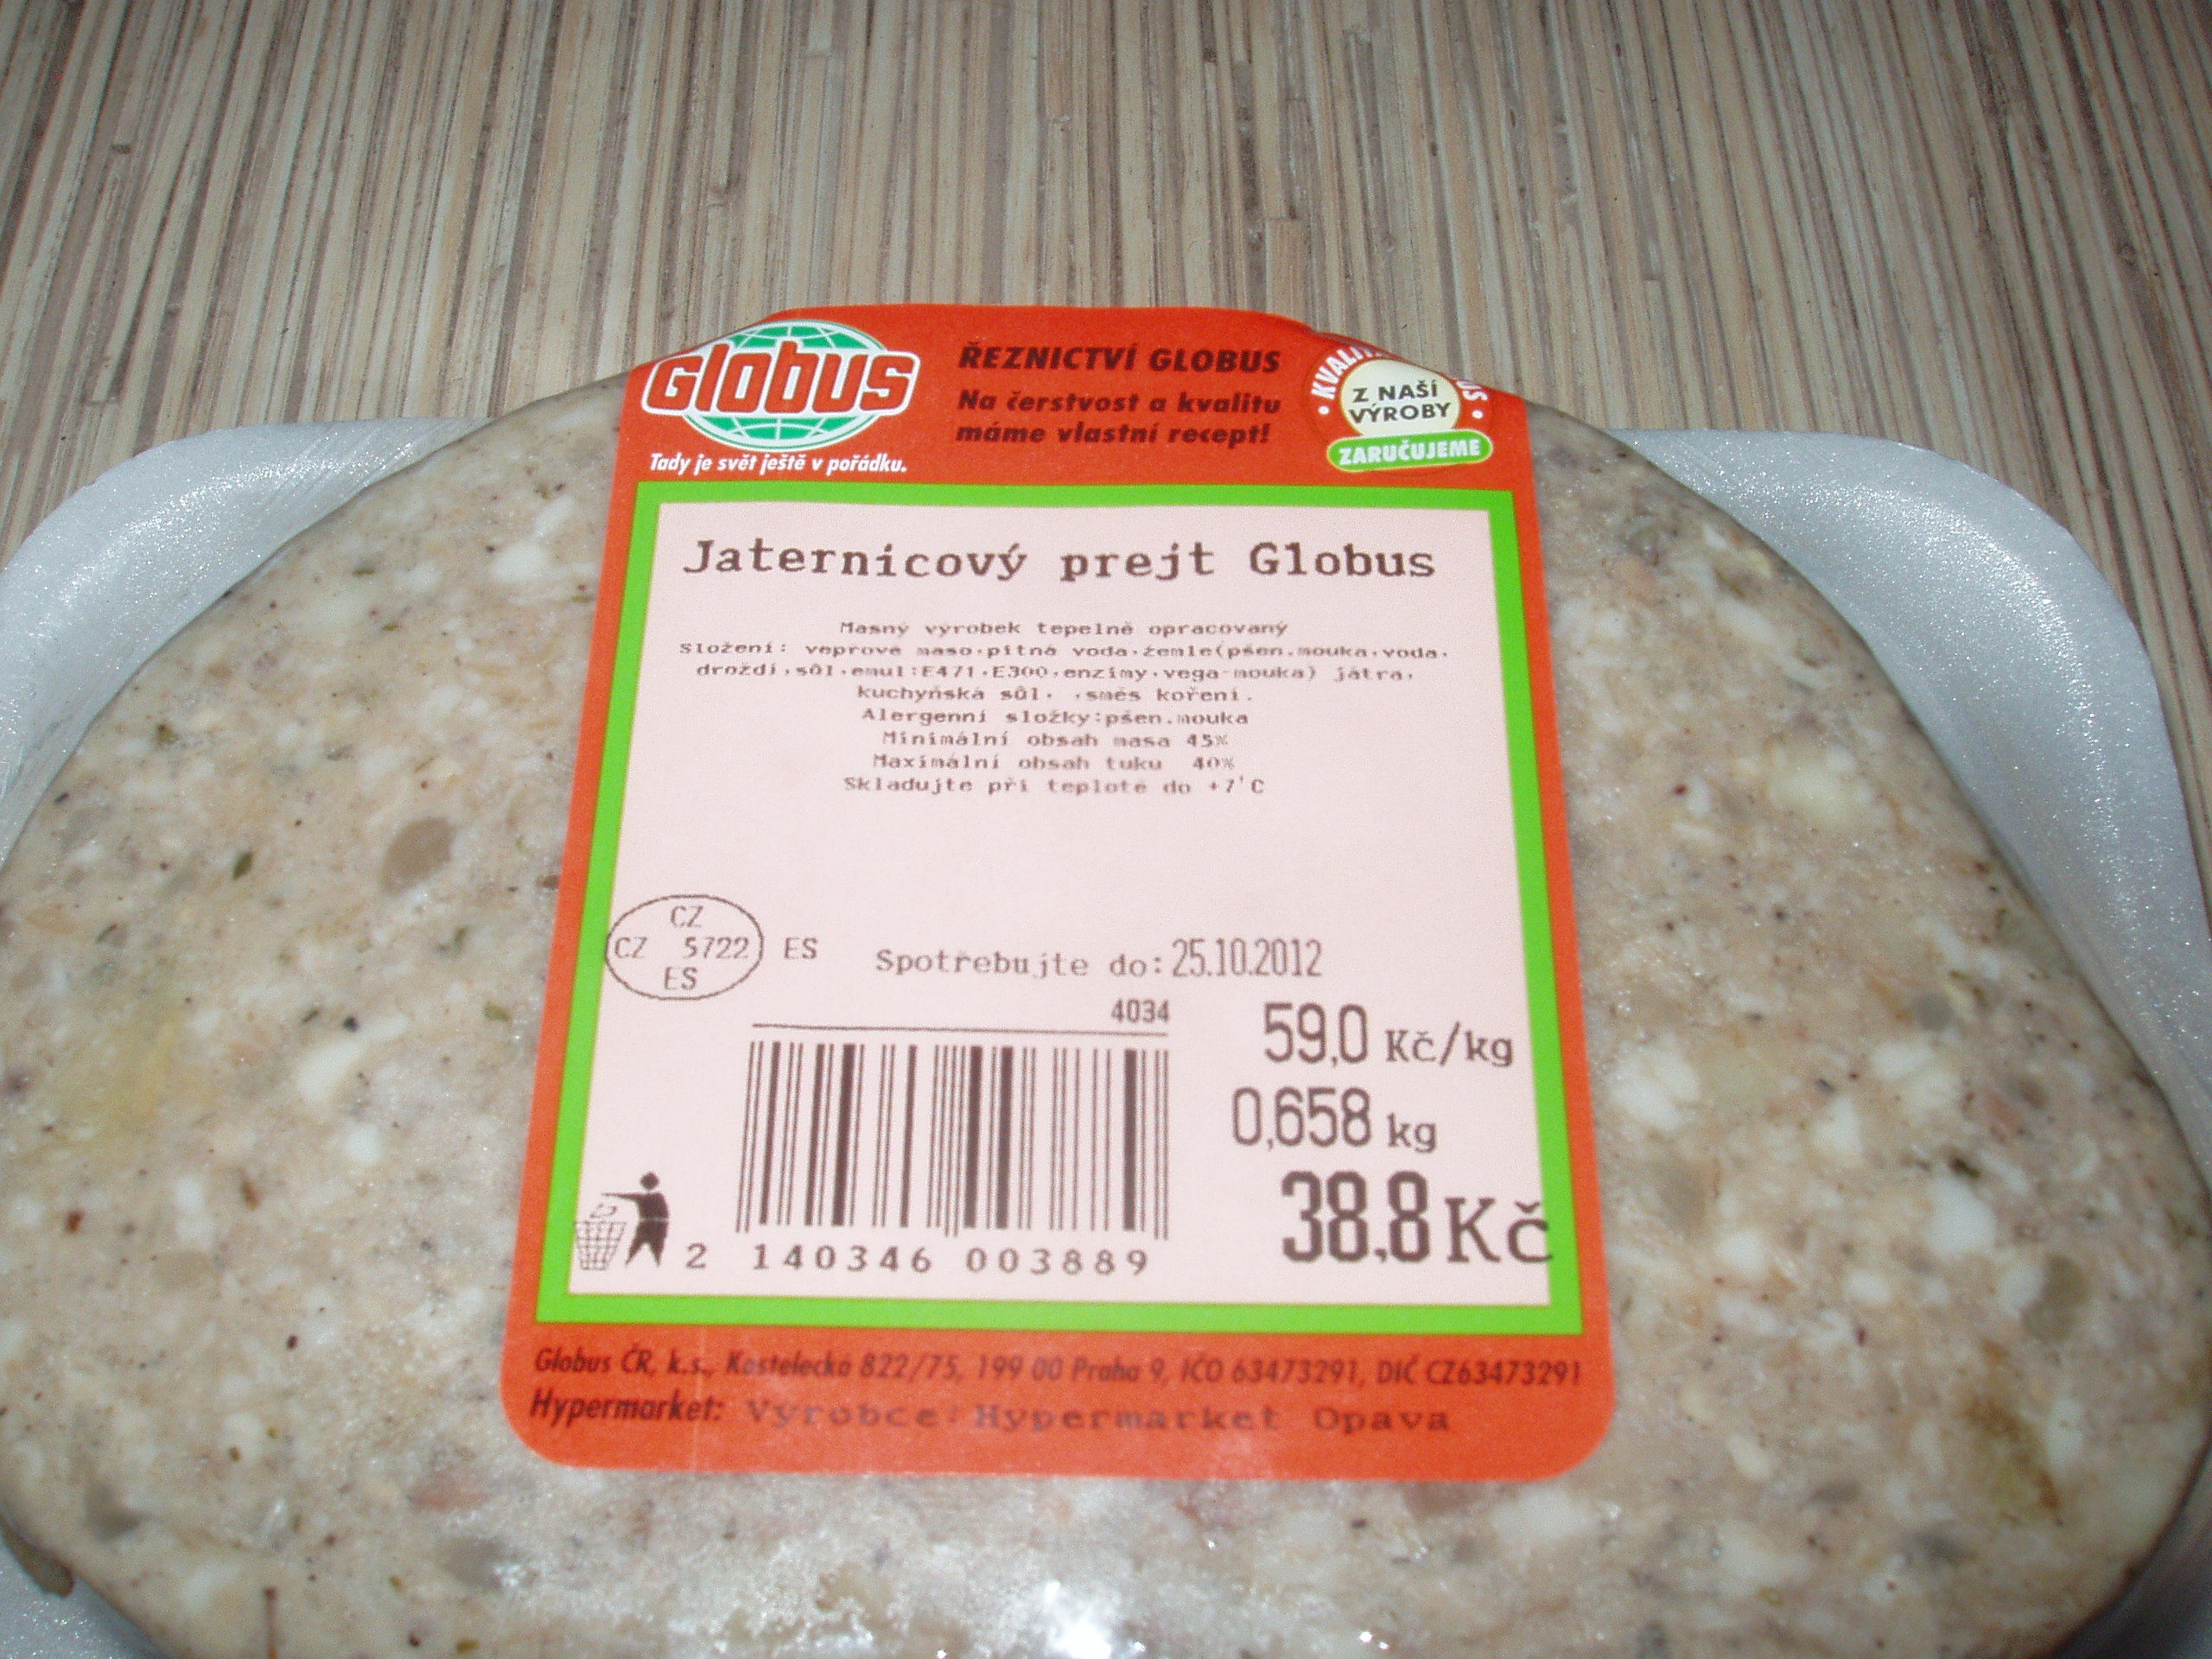 Globus
Tady je svět ještě v pořádku.
ŘEZNICTVÍ GLOBUS
Na čerstvost a kvalitu
máme vlastní recept!
Z NAŠÍ
VÝROBY
ZARUČUJEME
Jaternicový prejt Globus
Masný výrobek tepelně opracovaný
Složení: vepřové maso,pitná voda,žemle(pšen.mouka,voda,
droždí,sůl,emul:E471,E300,enzímy,vega-mouka) játra,
kuchyňská sůl, ,směs koření.
Alergenní složky:pšen.mouka
Minimální obsah masa 45%
Maximální obsah tuku 40%
Skladujte při teplotě do +7'C
CZ
CZ 5722 ES
ES
Spotřebujte do: 25.10.2012
4034
59,0 Kč/kg
0,658 kg
38,8 Kč
2 140346 003889
Globus ČR, k.s., Kostelecká 822/75, 199 00 Praha 9, IČO 63473291, DIČ CZ63473291
Hypermarket: Vyrobce: Hypermarket Opava